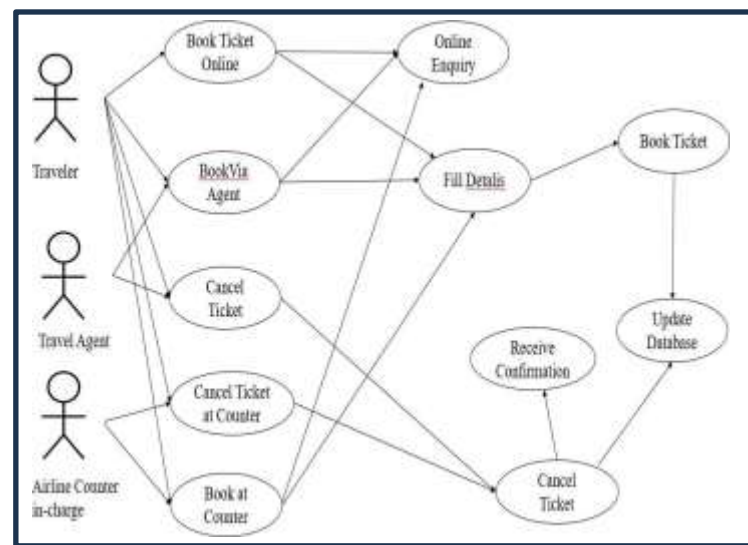 Book Ticket
Online
Online
Enquiry
Book Ticket
Traveler
BookVia
Agent
Fill Detalis
Travel Agent
Cancel
Ticket
Update
Database
Receive
Confirmation
Cancel Ticket
at Counter
Airline Counter
in-charge
Book at
Counter
Cancel
Ticket